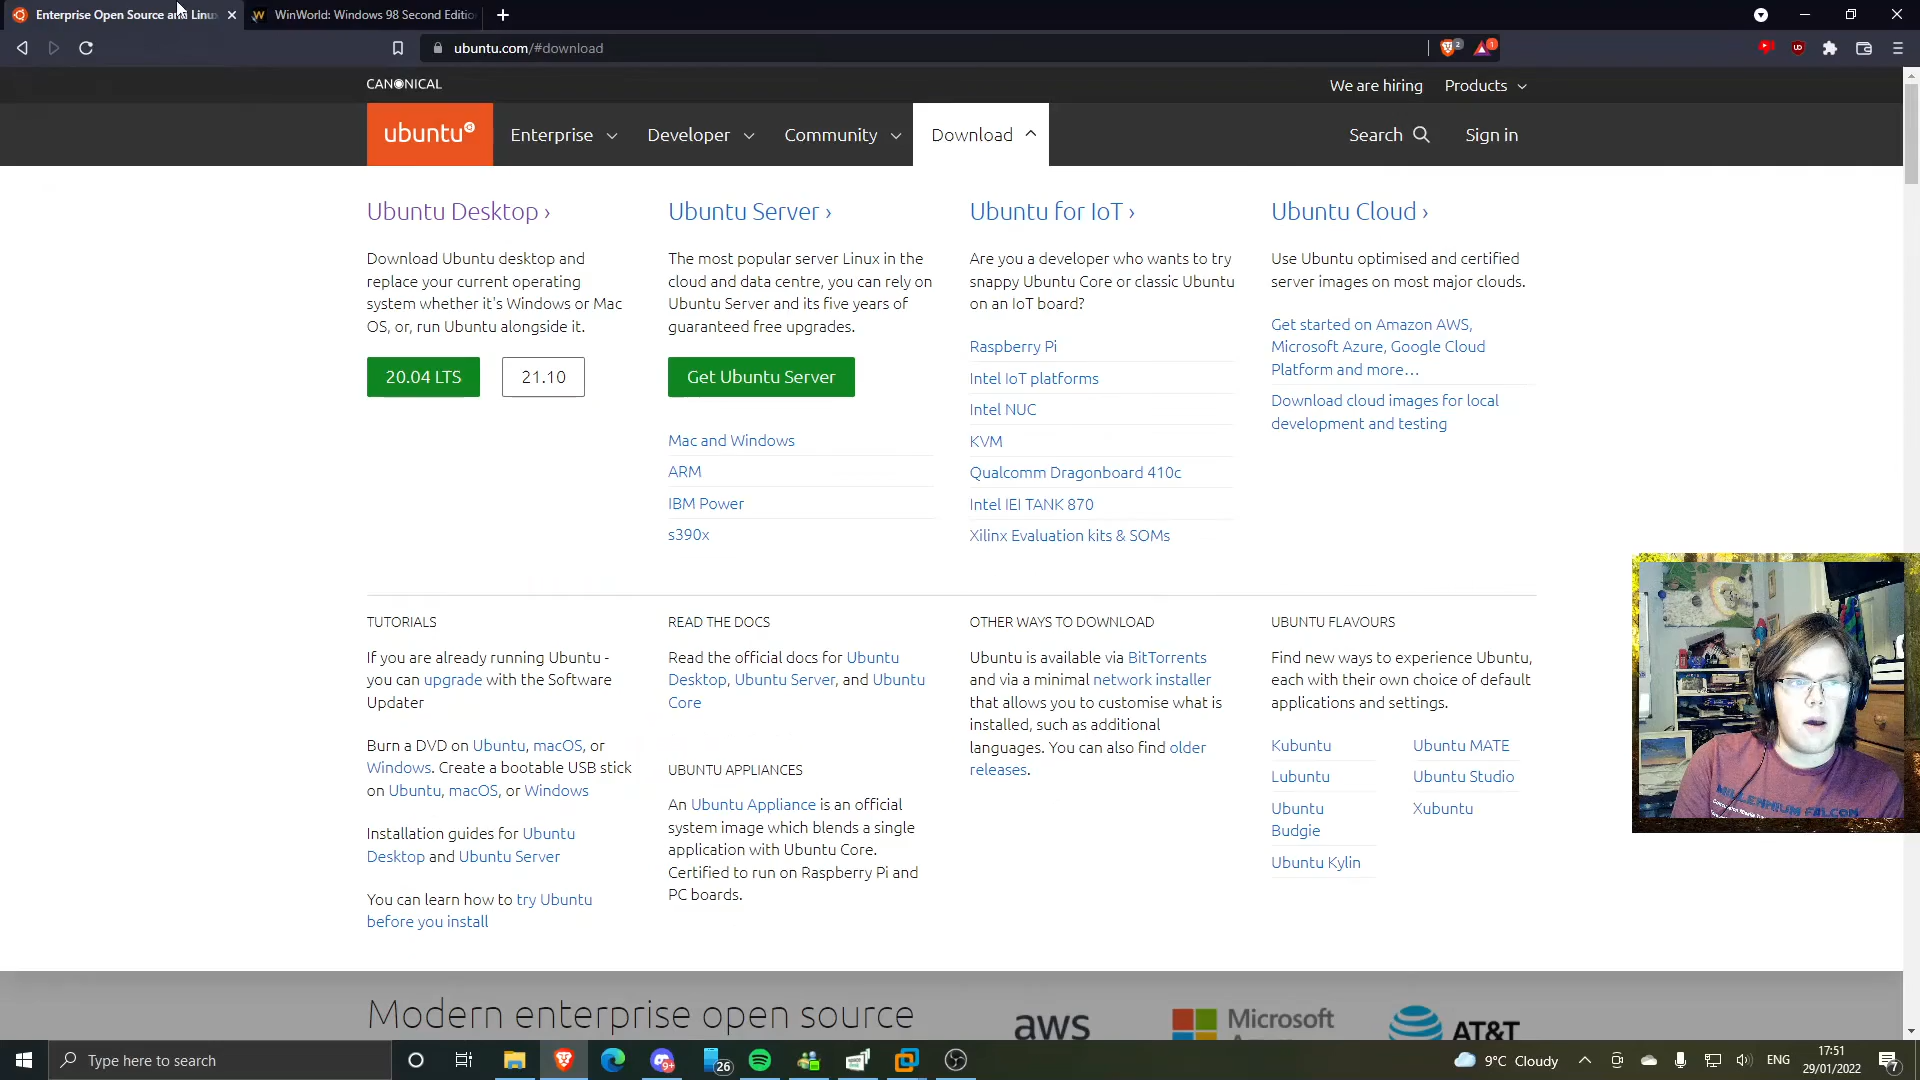 Enterprise Open Source and Linu
WinWorld: Windows 98 Second Editio
ubuntu.com/#download
2
1
CANONICAL
We are hiring
Products
ubuntu
Enterprise
Developer
Community
Download
Search
Sign in
Ubuntu Desktop ›
Download Ubuntu desktop and
replace your current operating
system whether it's Windows or Mac
OS, or, run Ubuntu alongside it.
20.04 LTS
21.10
Ubuntu Server ›
The most popular server Linux in the
cloud and data centre, you can rely on
Ubuntu Server and its five years of
guaranteed free upgrades.
Get Ubuntu Server
Mac and Windows
ARM
IBM Power
s390x
Ubuntu for IoT ›
Are you a developer who wants to try
snappy Ubuntu Core or classic Ubuntu
on an IoT board?
Raspberry Pi
Intel IoT platforms
Intel NUC
KVM
Qualcomm Dragonboard 410c
Intel IEI TANK 870
Xilinx Evaluation kits & SOMs
Ubuntu Cloud ›
Use Ubuntu optimised and certified
server images on most major clouds.
Get started on Amazon AWS,
Microsoft Azure, Google Cloud
Platform and more…
Download cloud images for local
development and testing
TUTORIALS
If you are already running Ubuntu -
you can upgrade with the Software
Updater
Burn a DVD on Ubuntu, macOS, or
Windows. Create a bootable USB stick
on Ubuntu, macOS, or Windows
Installation guides for Ubuntu
Desktop and Ubuntu Server
You can learn how to try Ubuntu
before you install
READ THE DOCS
Read the official docs for Ubuntu
Desktop, Ubuntu Server, and Ubuntu
Core
UBUNTU APPLIANCES
An Ubuntu Appliance is an official
system image which blends a single
application with Ubuntu Core.
Certified to run on Raspberry Pi and
PC boards.
OTHER WAYS TO DOWNLOAD
Ubuntu is available via BitTorrents
and via a minimal network installer
that allows you to customise what is
installed, such as additional
languages. You can also find older
releases.
UBUNTU FLAVOURS
Find new ways to experience Ubuntu,
each with their own choice of default
applications and settings.
Kubuntu
Lubuntu
Ubuntu
Budgie
Ubuntu Kylin
Ubuntu MATE
Ubuntu Studio
Xubuntu
MILLENNIUM FALCON
Modern enterprise open source
aws
Microsoft
AT&T
Type here to search
9+
26
9°C Cloudy
ENG
17:51
29/01/2022
7